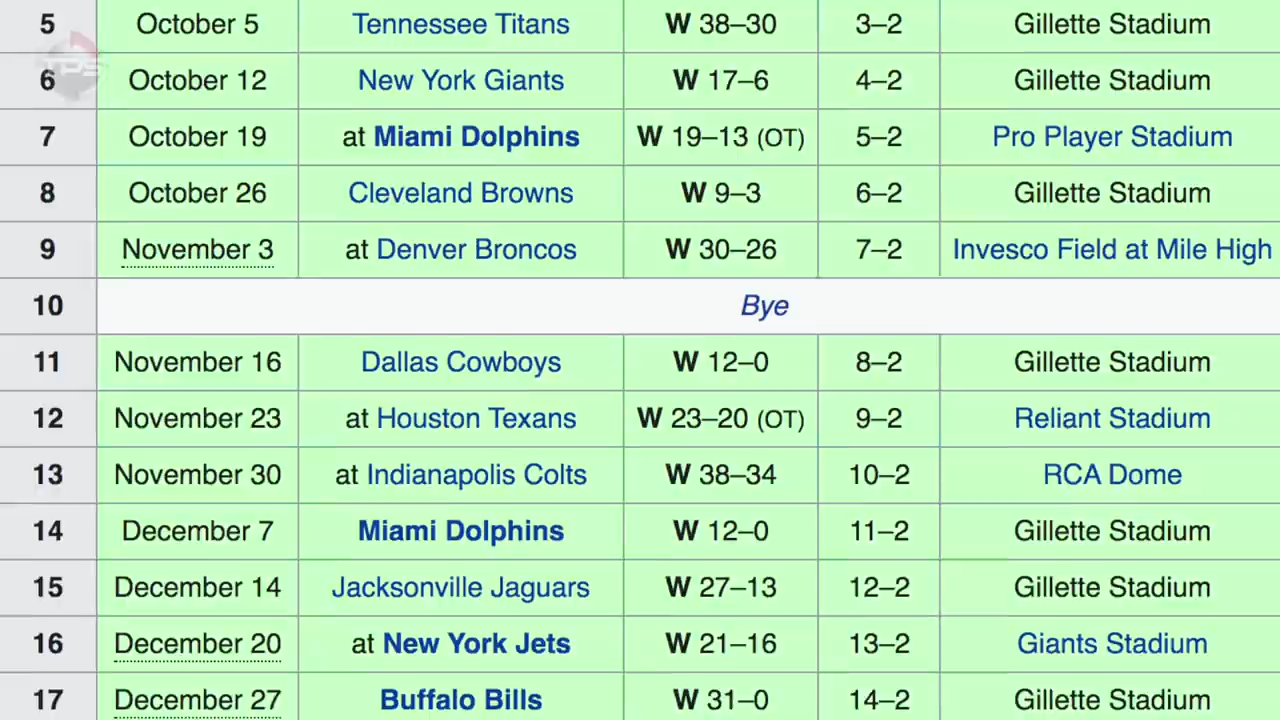 5 October 5 Tennessee Titans W 38–30 3–2 Gillette Stadium
TPS
6 October 12 New York Giants W 17–6 4–2 Gillette Stadium
7 October 19 at Miami Dolphins W 19–13 (OT) 5–2 Pro Player Stadium
8 October 26 Cleveland Browns W 9–3 6–2 Gillette Stadium
9 November 3 at Denver Broncos W 30–26 7–2 Invesco Field at Mile High
10 Bye
11 November 16 Dallas Cowboys W 12–0 8–2 Gillette Stadium
12 November 23 at Houston Texans W 23–20 (OT) 9–2 Reliant Stadium
13 November 30 at Indianapolis Colts W 38–34 10–2 RCA Dome
14 December 7 Miami Dolphins W 12–0 11–2 Gillette Stadium
15 December 14 Jacksonville Jaguars W 27–13 12–2 Gillette Stadium
16 December 20 at New York Jets W 21–16 13–2 Giants Stadium
17 December 27 Buffalo Bills W 31–0 14–2 Gillette Stadium